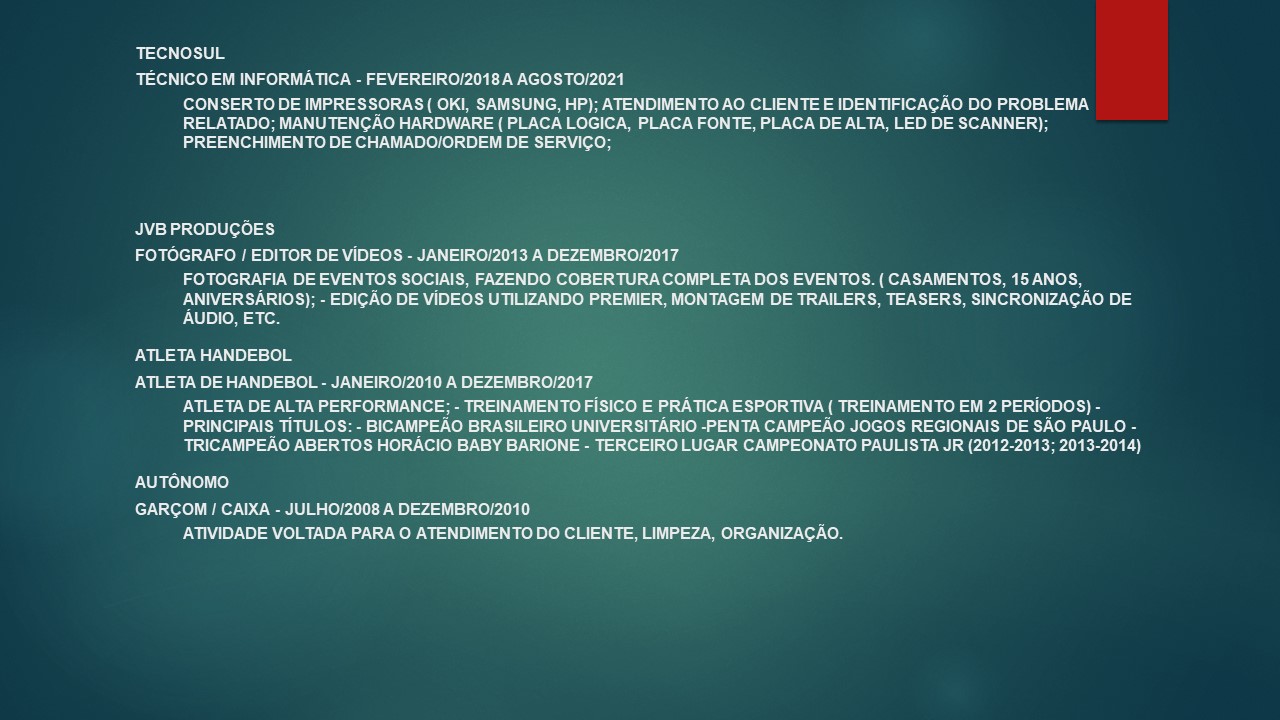 TECNOSUL
TÉCNICO EM INFORMÁTICA - FEVEREIRO/2018 A AGOSTO/2021
CONSERTO DE IMPRESSORAS ( OKI, SAMSUNG, HP); ATENDIMENTO AO CLIENTE E IDENTIFICAÇÃO DO PROBLEMA
RELATADO; MANUTENÇÃO HARDWARE ( PLACA LOGICA, PLACA FONTE, PLACA DE ALTA, LED DE SCANNER);
PREENCHIMENTO DE CHAMADO/ORDEM DE SERVIÇO;
JVB PRODUÇÕES
FOTÓGRAFO / EDITOR DE VÍDEOS - JANEIRO/2013 A DEZEMBRO/2017
FOTOGRAFIA DE EVENTOS SOCIAIS, FAZENDO COBERTURA COMPLETA DOS EVENTOS. ( CASAMENTOS, 15 ANOS,
ANIVERSÁRIOS); - EDIÇÃO DE VÍDEOS UTILIZANDO PREMIER, MONTAGEM DE TRAILERS, TEASERS, SINCRONIZAÇÃO DE
ÁUDIO, ETC.
ATLETA HANDEBOL
ATLETA DE HANDEBOL - JANEIRO/2010 A DEZEMBRO/2017
ATLETA DE ALTA PERFORMANCE; - TREINAMENTO FÍSICO E PRÁTICA ESPORTIVA ( TREINAMENTO EM 2 PERÍODOS) -
PRINCIPAIS TÍTULOS: - BICAMPEÃO BRASILEIRO UNIVERSITÁRIO -PENTA CAMPEÃO JOGOS REGIONAIS DE SÃO PAULO -
TRICAMPEÃO ABERTOS HORÁCIO BABY BARIONE - TERCEIRO LUGAR CAMPEONATO PAULISTA JR (2012-2013; 2013-2014)
AUTÔNOMO
GARÇOM / CAIXA - JULHO/2008 A DEZEMBRO/2010
ATIVIDADE VOLTADA PARA O ATENDIMENTO DO CLIENTE, LIMPEZA, ORGANIZAÇÃO.